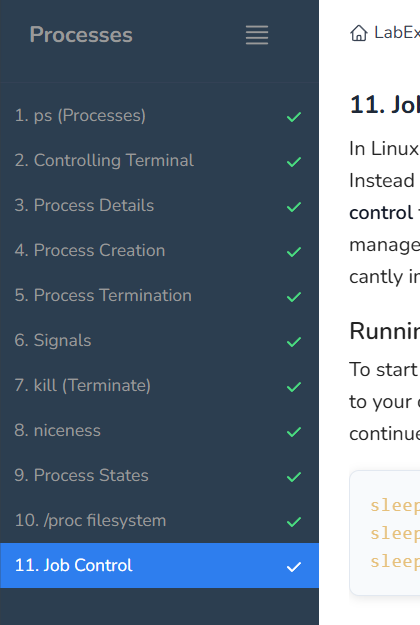 Processes
1. ps (Processes)
2. Controlling Terminal
3. Process Details
4. Process Creation
5. Process Termination
6. Signals
7. kill (Terminate)
8. niceness
9. Process States
10. /proc filesystem
11. Job Control
LabEx
11. Jo
In Linux
Instead
control
manage
cantly in
Runnin
To start
to your
continue
sleep
sleep
sleep